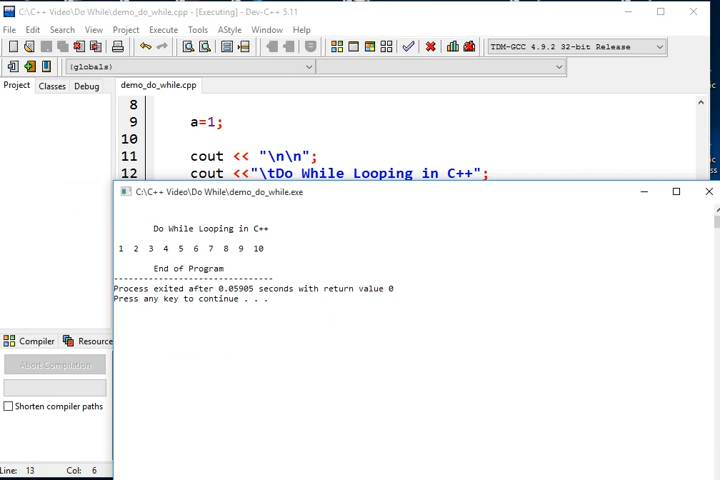 C:\C++ Video\Do While\demo_do_while.cpp - [Executing] - Dev-C++ 5.11
File Edit Search View Project Execute Tools AStyle Window Help
TDM-GCC 4.9.2 32-bit Release
(globals)
Project Classes Debug demo_do_while.cpp
8
9 a=1;
10
11 cout << "\n\n";
12 cout <<"\tDo While Looping in C++";
C:\C++ Video\Do While\demo_do_while.exe
Do While Looping in C++
1 2 3 4 5 6 7 8 9 10
End of Program
--------------------------------
Process exited after 0.05905 seconds with return value 0
Press any key to continue . . .
Compiler Resource
Abort Compilation
Shorten compiler paths
Line: 13 Col: 6